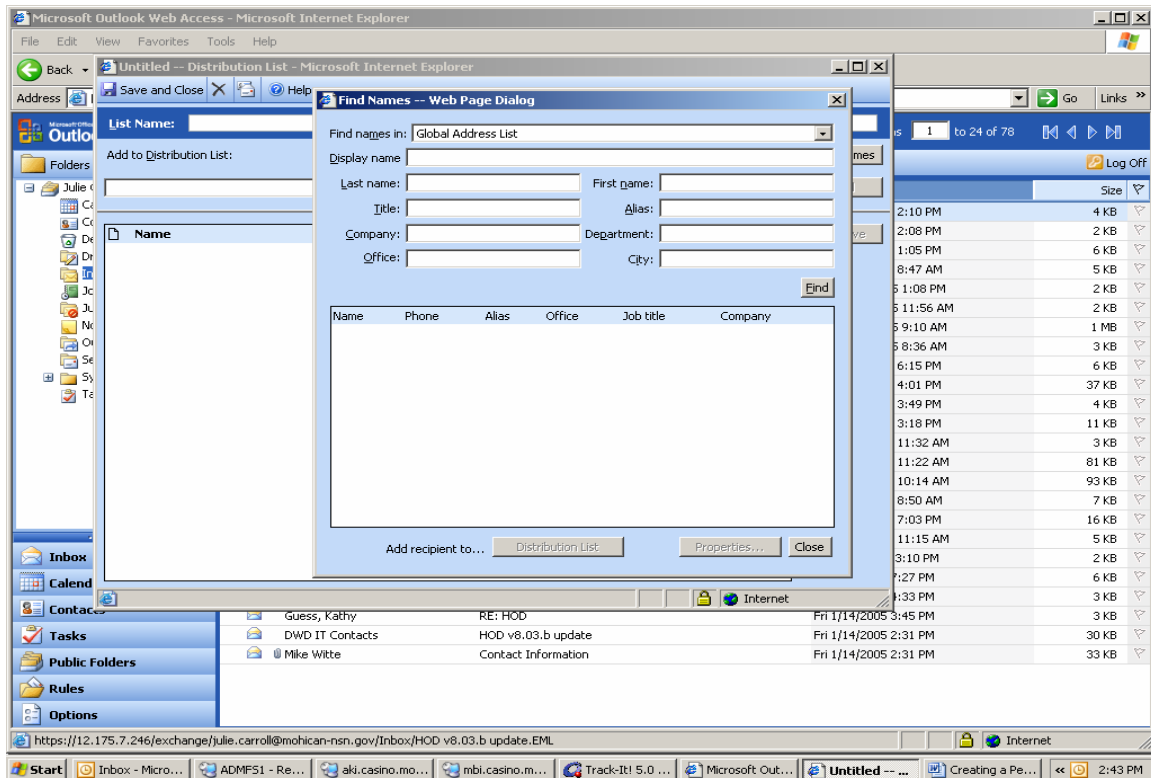 Microsoft Outlook Web Access - Microsoft Internet Explorer
File Edit View Favorites Tools Help
Back
Untitled -- Distribution List - Microsoft Internet Explorer
Save and Close Help
Address Go Links »
Find Names -- Web Page Dialog
List Name:
1 to 24 of 78
Find names in: Global Address List
Add to Distribution List:
Display name
Folders
Log Off
Last name: First name:
Title: Alias:
Company: Department:
Office: City:
Find
Julie
Size
Name
Name Phone Alias Office Job title Company
2:10 PM 4 KB
2:08 PM 2 KB
1:05 PM 6 KB
8:47 AM 5 KB
1:08 PM 2 KB
11:56 AM 2 KB
9:10 AM 1 MB
8:36 AM 3 KB
6:15 PM 6 KB
4:01 PM 37 KB
3:49 PM 4 KB
3:18 PM 11 KB
11:32 AM 3 KB
11:22 AM 81 KB
10:14 AM 93 KB
8:50 AM 7 KB
7:03 PM 16 KB
11:15 AM 5 KB
3:10 PM 2 KB
:27 PM 6 KB
:33 PM 3 KB
Add recipient to... Distribution List Properties... Close
Internet
Guess, Kathy RE: HOD Fri 1/14/2005 3:45 PM 3 KB
DWD IT Contacts HOD v8.03.b update Fri 1/14/2005 2:31 PM 30 KB
Mike Witte Contact Information Fri 1/14/2005 2:31 PM 33 KB
Inbox
Calend
Contac
Tasks
Public Folders
Rules
Options
https://12.175.7.246/exchange/julie.carroll@mohican-nsn.gov/Inbox/HOD v8.03.b update.EML Internet
Start Inbox - Micro... ADMFS1 - Re... aki.casino.mo... mbi.casino.m... Track-It! 5.0 ... Microsoft Out... Untitled -- ... Creating a Pe... « 2:43 PM